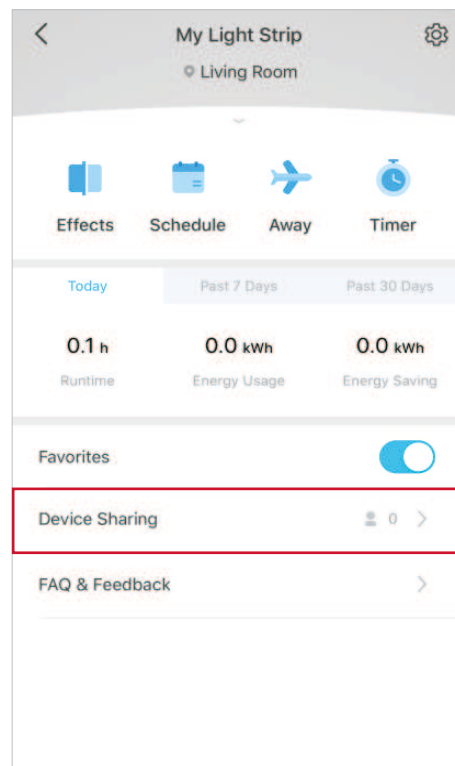 My Light Strip
Living Room
Effects Schedule Away Timer
Today Past 7 Days Past 30 Days
0.1 h 0.0 kWh 0.0 kWh
Runtime Energy Usage Energy Saving
Favorites
Device Sharing 0
FAQ & Feedback